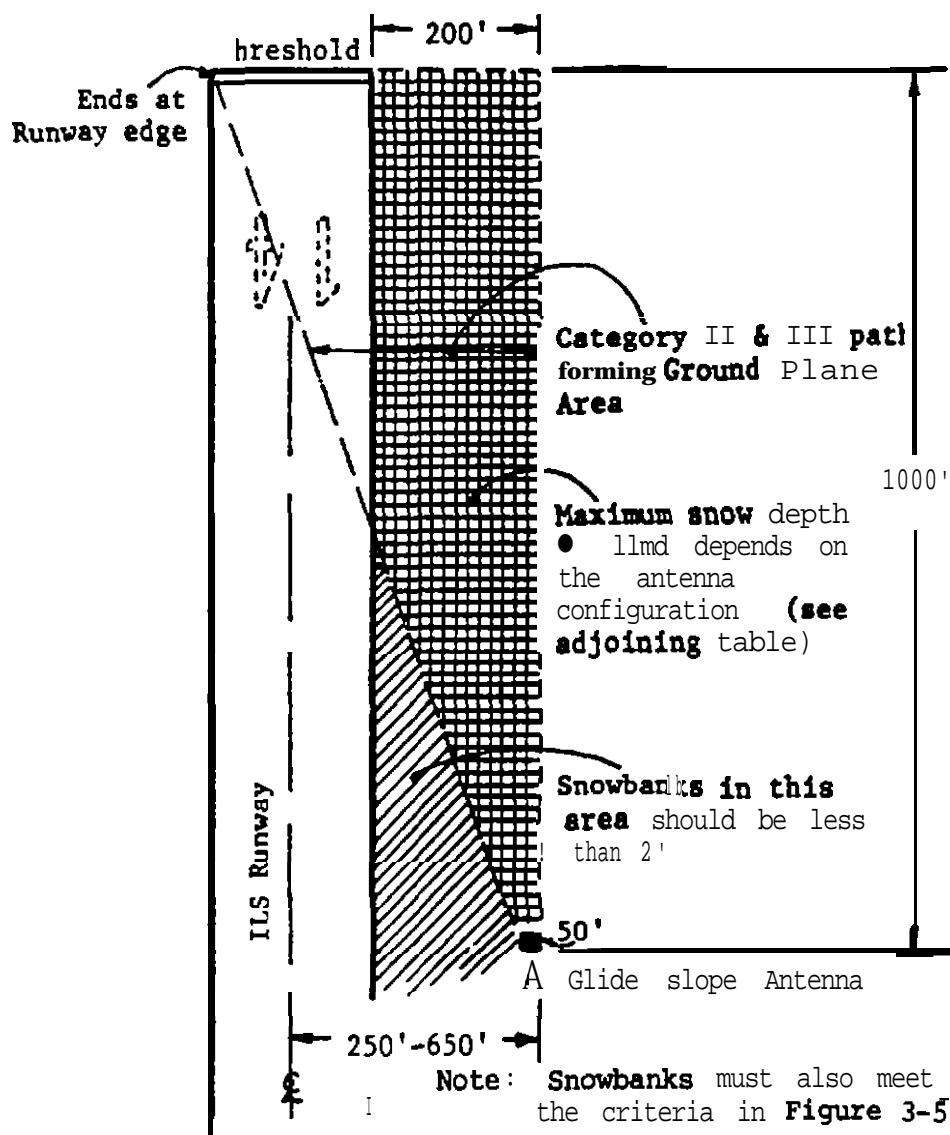 200'
hreshold
Ends at
Runway edge
Category II & III path
forming Ground Plane
Area
1000'
Maximum snow depth
● llmd depends on
the antenna
configuration (see
adjoining table)
Snowbanks in this
area should be less
than 2'
ILS Runway
50'
A Glide slope Antenna
250'-650'
℄
I
Note: Snowbanks must also meet
the criteria in Figure 3-5